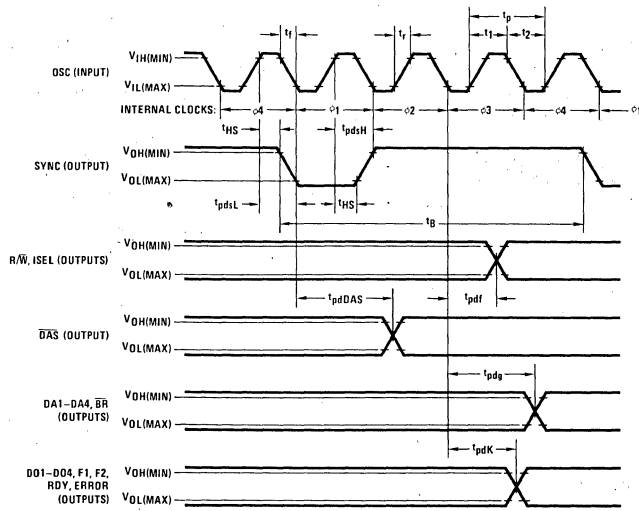 tp
tf tr t1 t2
VIH(MIN)
OSC (INPUT)
VIL(MAX)
INTERNAL CLOCKS: ϕ4 ϕ1 ϕ2 ϕ3 ϕ4 ϕ1
tHS tpdsH
VOH(MIN)
SYNC (OUTPUT)
VOL(MAX)
tpdsL tHS
tB
VOH(MIN)
R/W̅, ISEL (OUTPUTS)
VOL(MAX)
tpdDAS tpdf
VOH(MIN)
D̅A̅S̅ (OUTPUT)
VOL(MAX)
tpdg
VOH(MIN)
DA1–DA4, B̅R̅
(OUTPUTS)
VOL(MAX)
tpdK
VOH(MIN)
DO1–DO4, F1, F2,
RDY, ERROR
(OUTPUTS)
VOL(MAX)